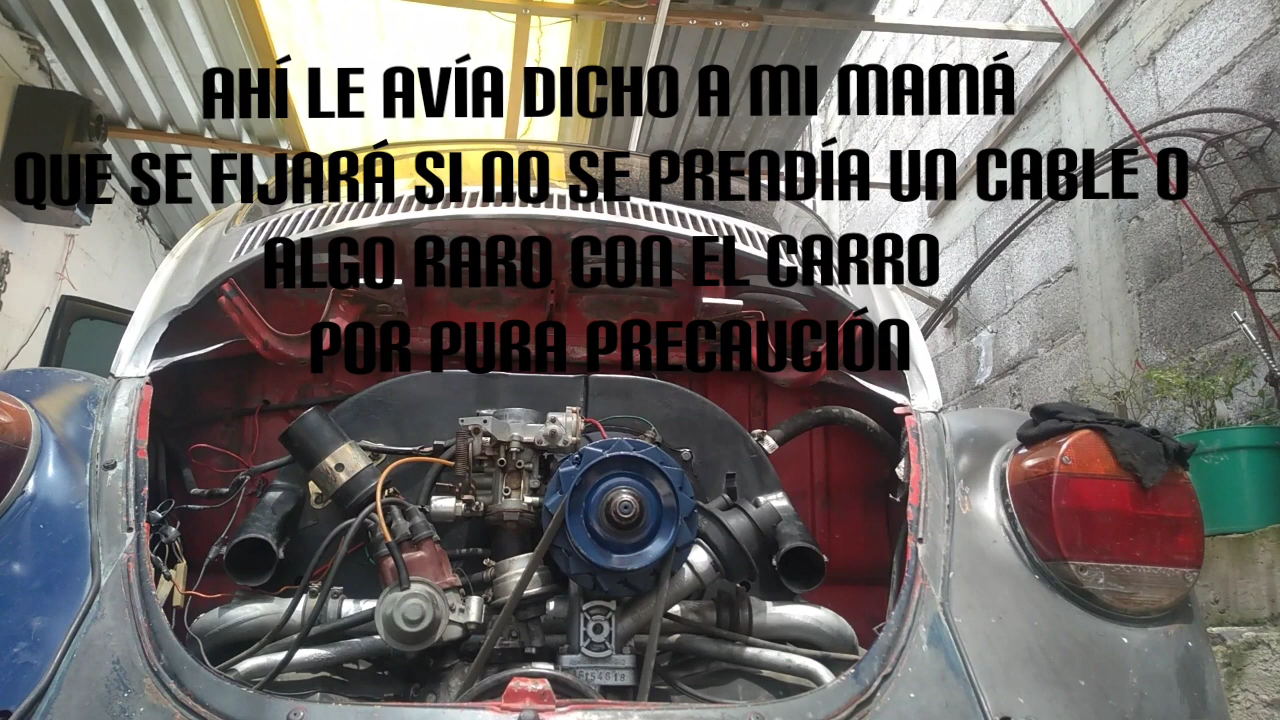 AHÍ LE AVÍA DICHO A MI MAMÁ
QUE SE FIJARÁ SI NO SE PRENDÍA UN CABLE O
ALGO RARO CON EL CARRO
POR PURA PRECAUCIÓN